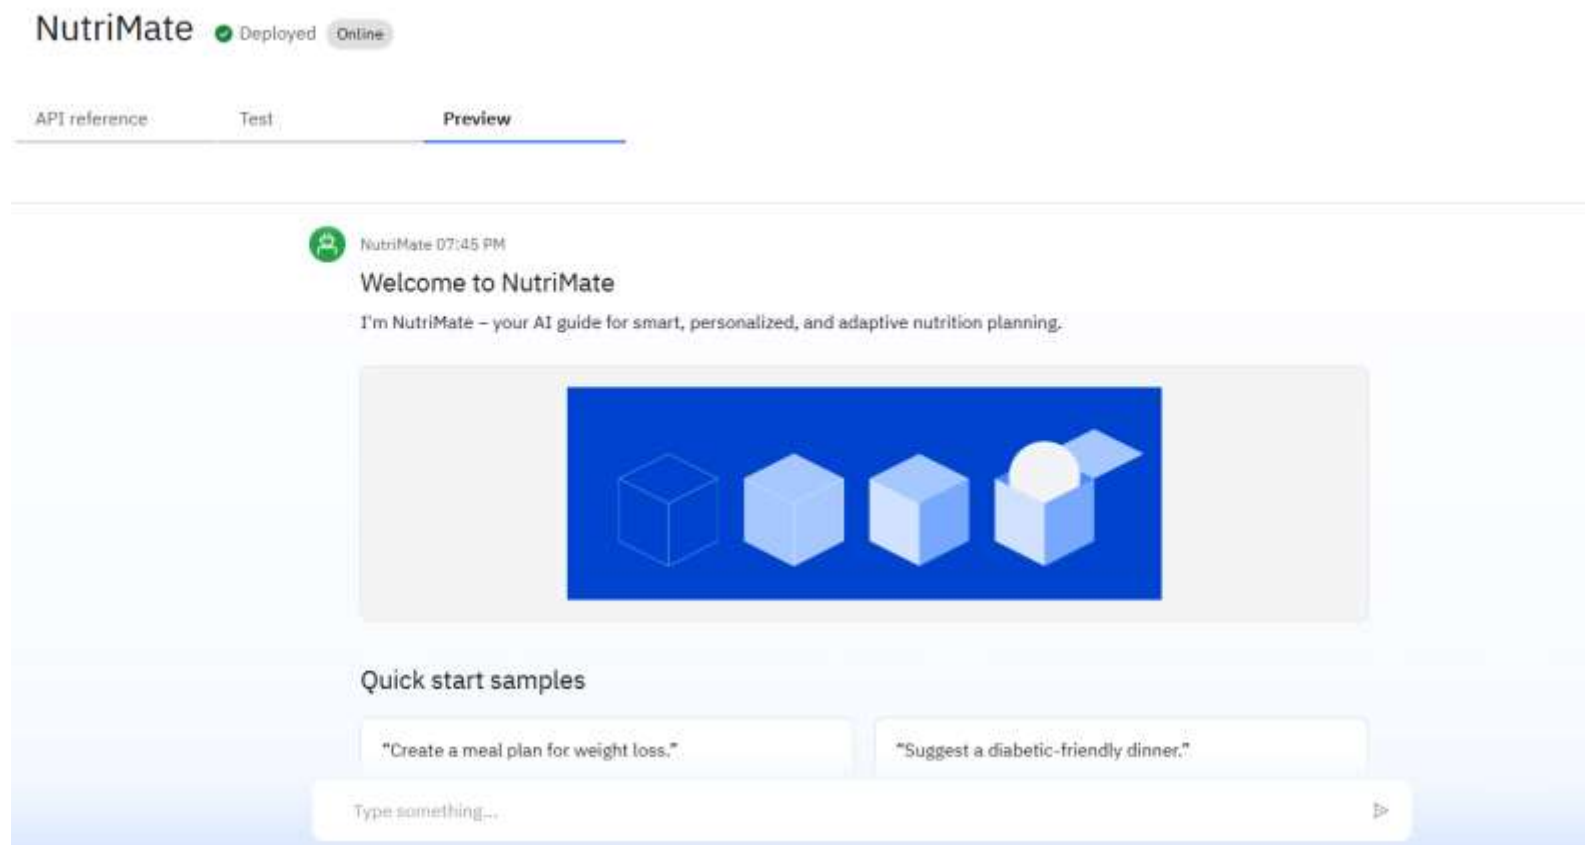 NutriMate Deployed Online
API reference Test Preview
NutriMate 07:45 PM
Welcome to NutriMate
I'm NutriMate – your AI guide for smart, personalized, and adaptive nutrition planning.
Quick start samples
“Create a meal plan for weight loss.” “Suggest a diabetic-friendly dinner.”
Type something...